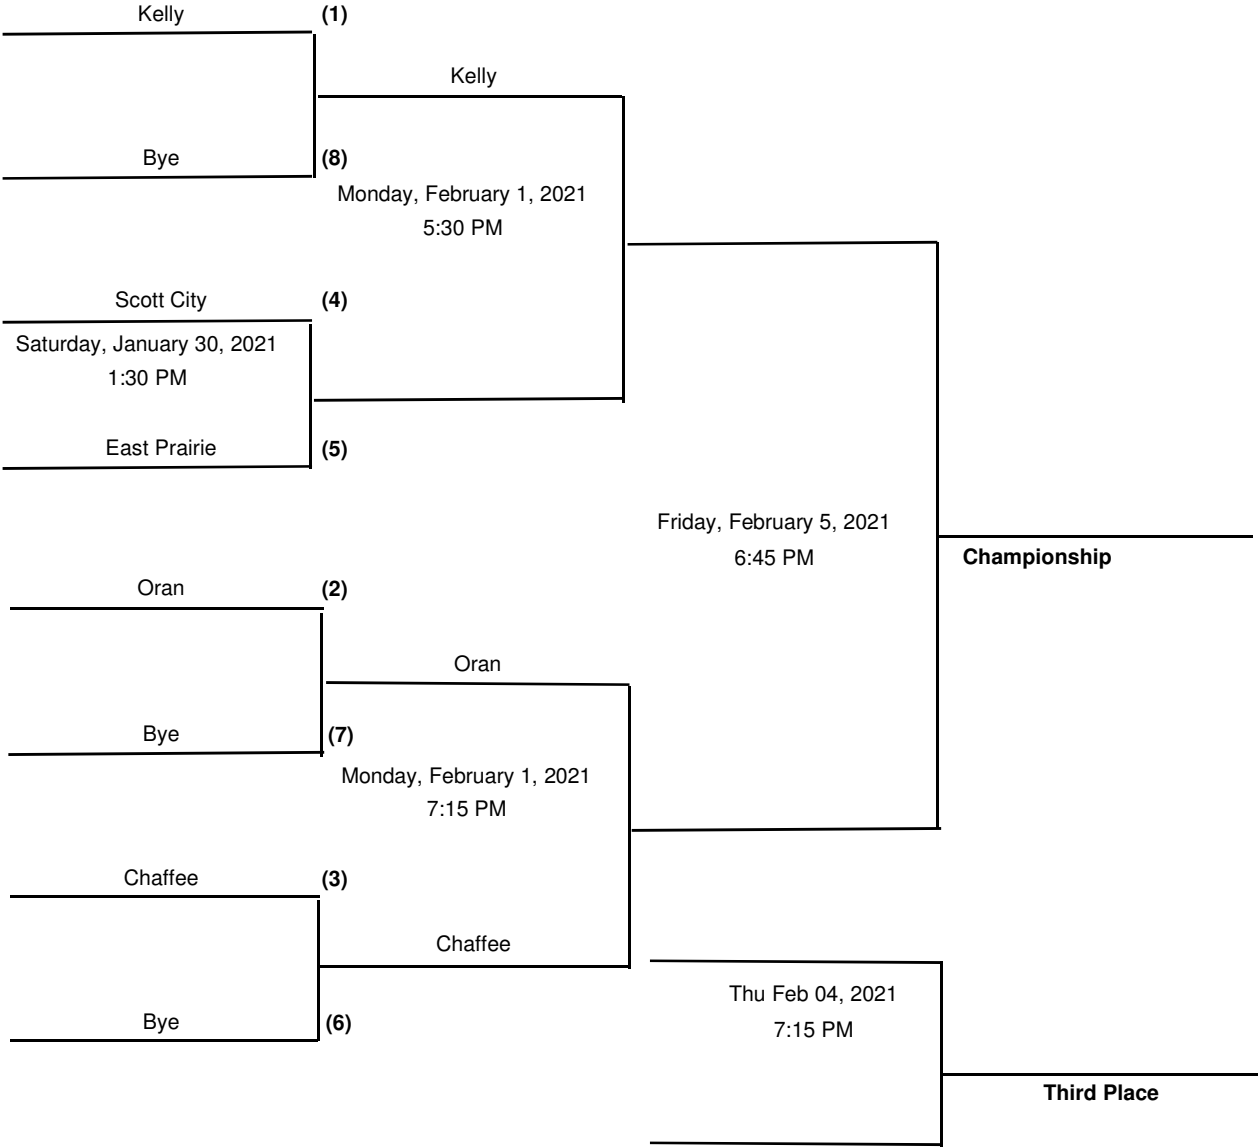 Kelly (1)
Kelly
Bye (8)
Monday, February 1, 2021
5:30 PM
Scott City (4)
Saturday, January 30, 2021
1:30 PM
East Prairie (5)
Friday, February 5, 2021
6:45 PM
Championship
Oran (2)
Oran
Bye (7)
Monday, February 1, 2021
7:15 PM
Chaffee (3)
Chaffee
Bye (6)
Thu Feb 04, 2021
7:15 PM
Third Place